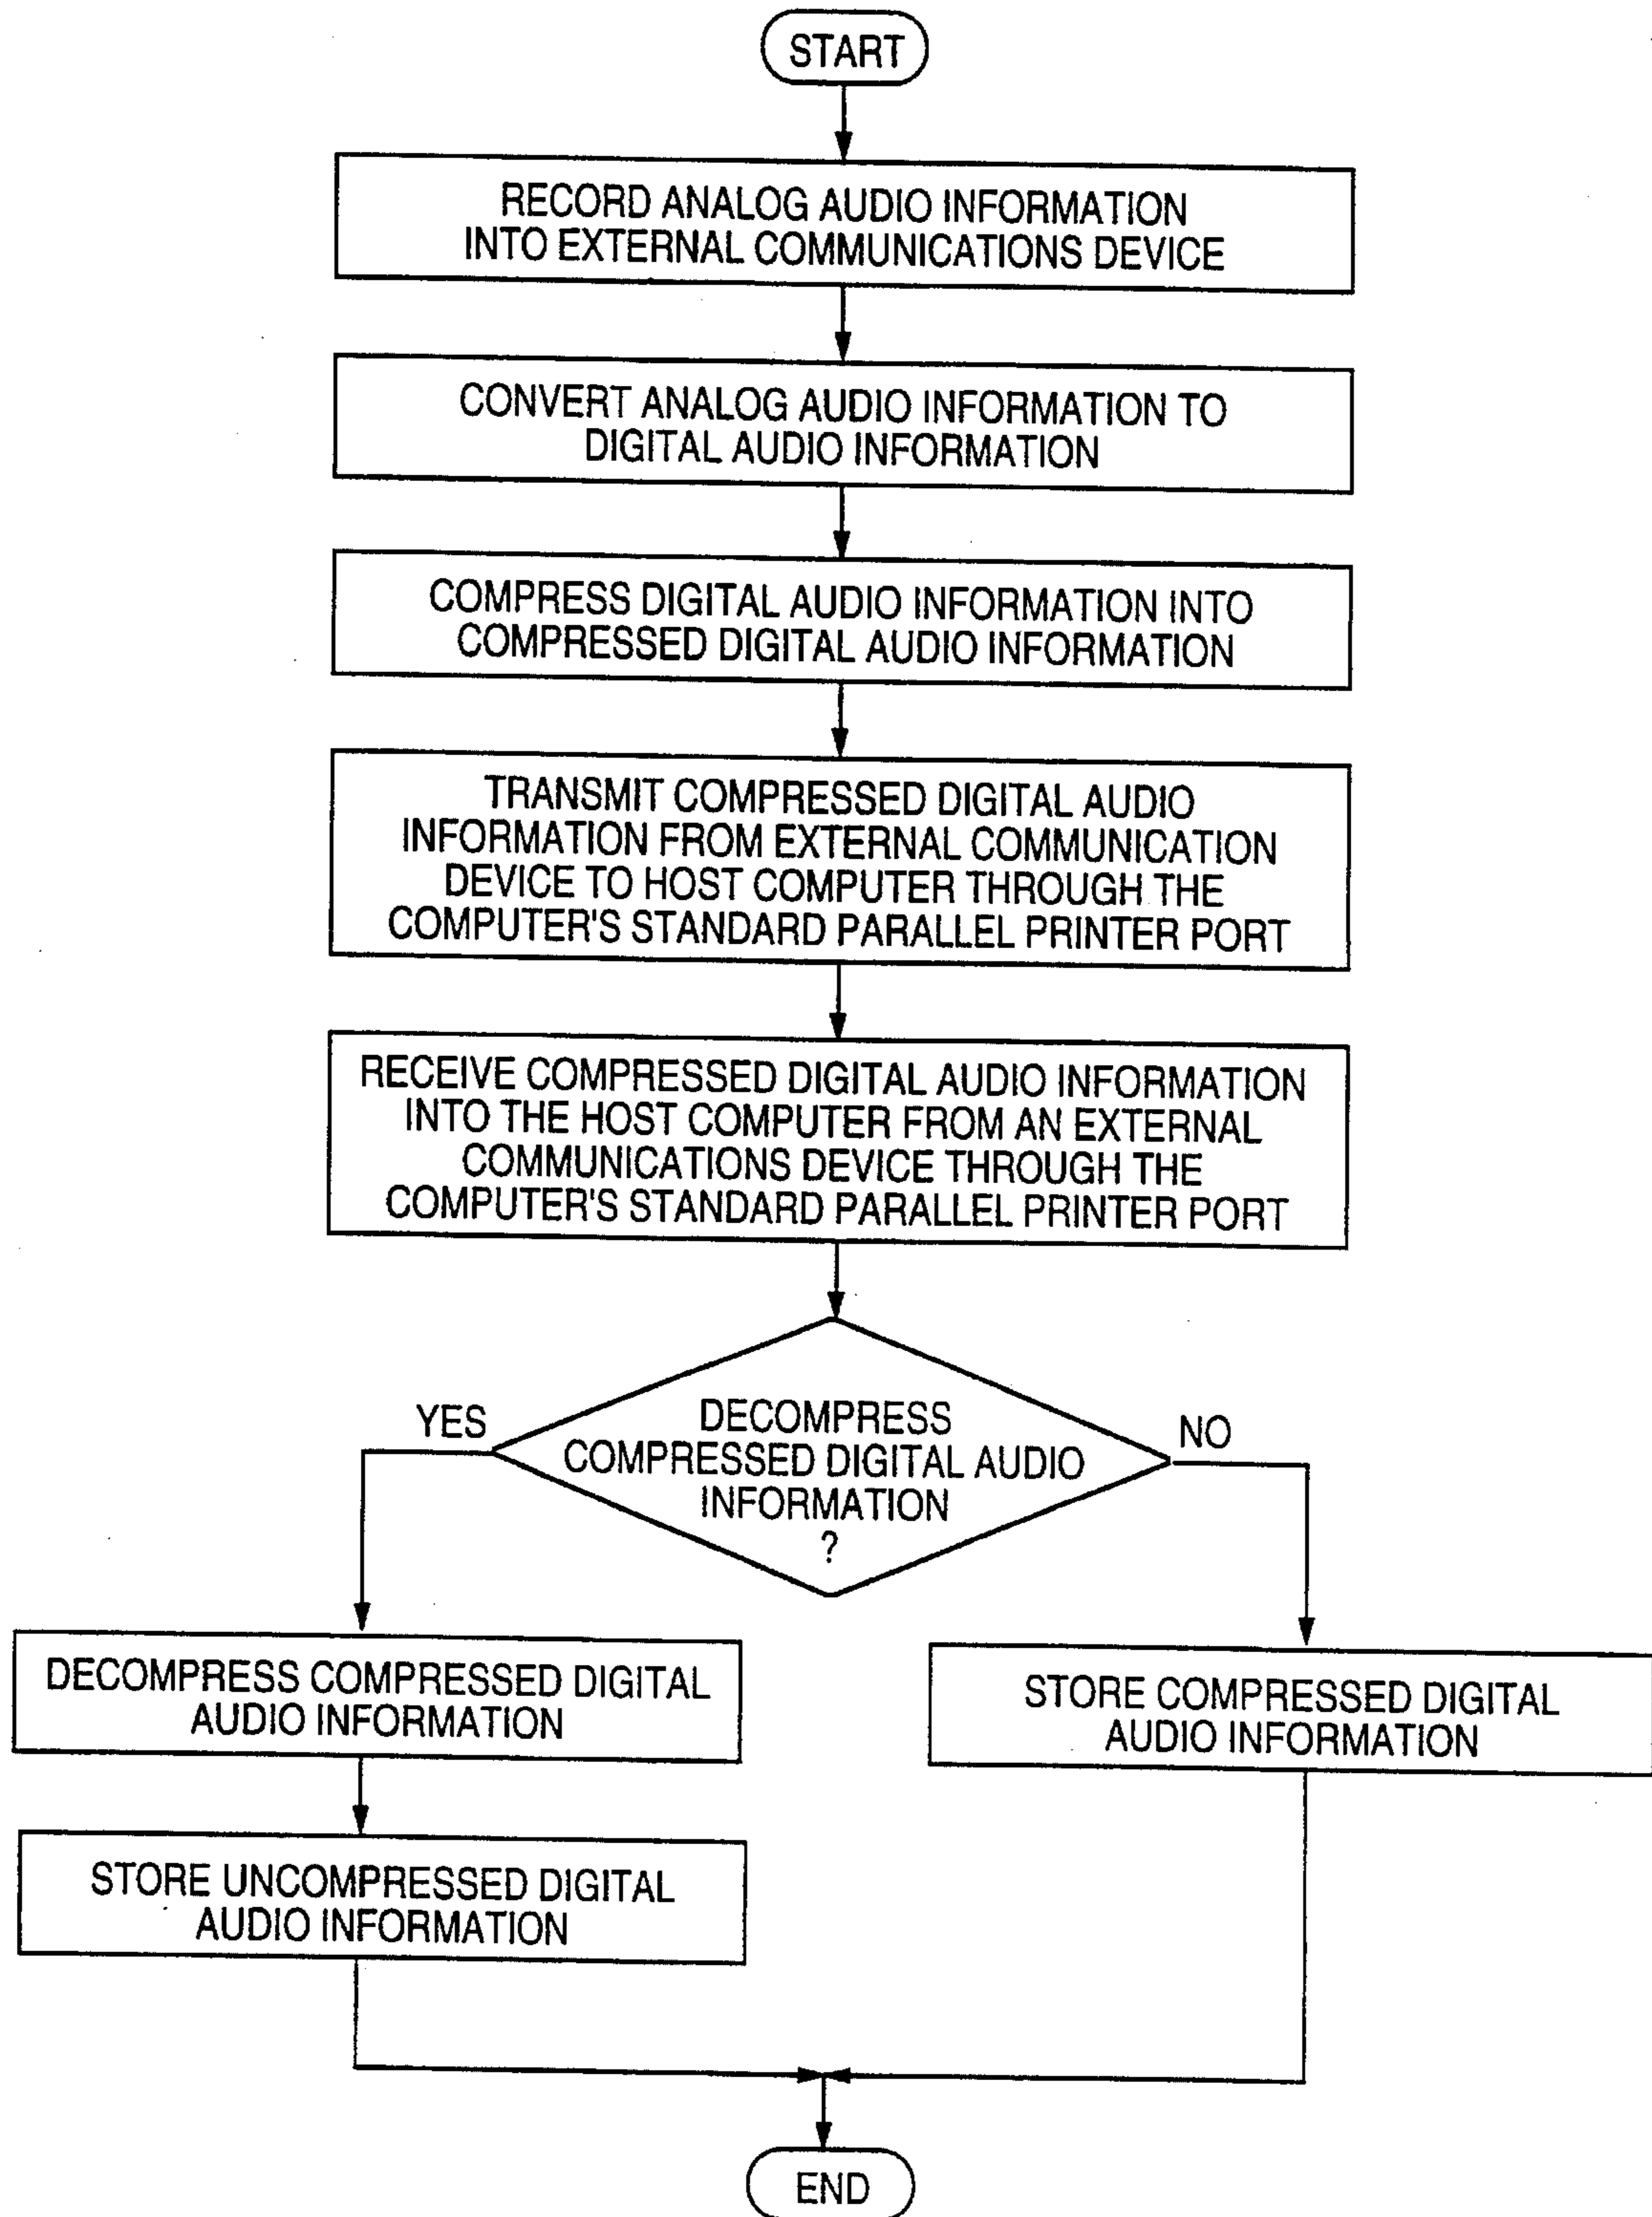 START
RECORD ANALOG AUDIO INFORMATION
INTO EXTERNAL COMMUNICATIONS DEVICE
CONVERT ANALOG AUDIO INFORMATION TO
DIGITAL AUDIO INFORMATION
COMPRESS DIGITAL AUDIO INFORMATION INTO
COMPRESSED DIGITAL AUDIO INFORMATION
TRANSMIT COMPRESSED DIGITAL AUDIO
INFORMATION FROM EXTERNAL COMMUNICATION
DEVICE TO HOST COMPUTER THROUGH THE
COMPUTER'S STANDARD PARALLEL PRINTER PORT
RECEIVE COMPRESSED DIGITAL AUDIO INFORMATION
INTO THE HOST COMPUTER FROM AN EXTERNAL
COMMUNICATIONS DEVICE THROUGH THE
COMPUTER'S STANDARD PARALLEL PRINTER PORT
YES
DECOMPRESS
COMPRESSED DIGITAL AUDIO
INFORMATION
?
NO
DECOMPRESS COMPRESSED DIGITAL
AUDIO INFORMATION
STORE COMPRESSED DIGITAL
AUDIO INFORMATION
STORE UNCOMPRESSED DIGITAL
AUDIO INFORMATION
END